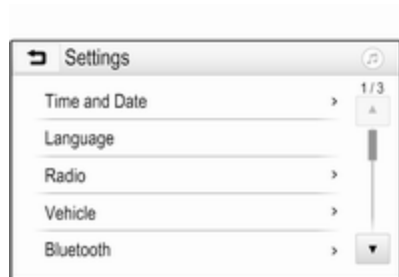 Settings
1/3
Time and Date
Language
Radio
Vehicle
Bluetooth